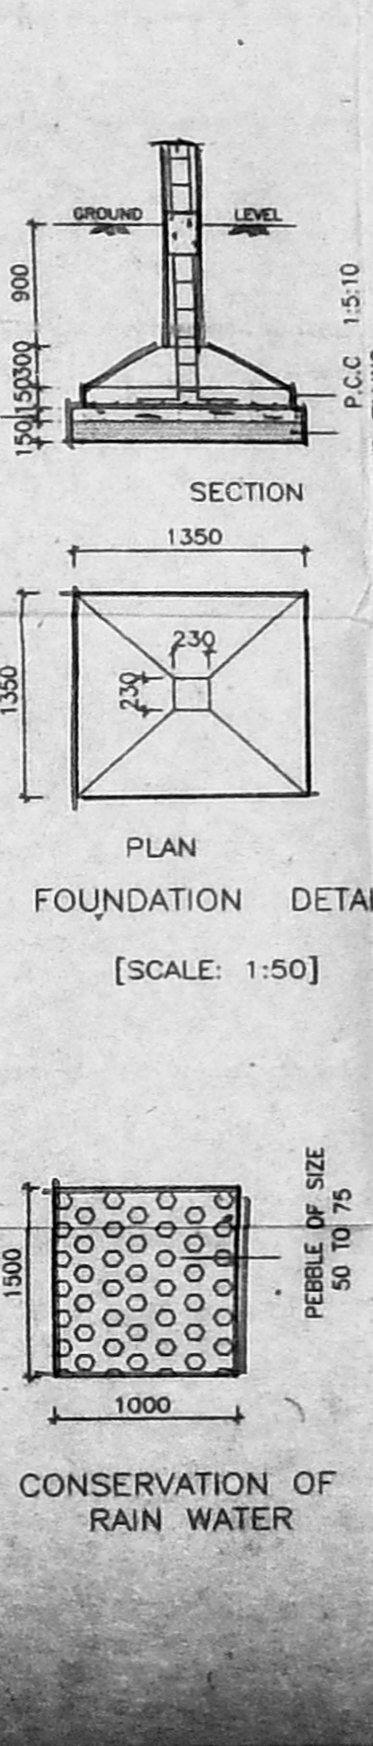 GROUND LEVEL
900
300
150
150
P.C.C 1:5:10
SECTION
1350
1350
230
230
PLAN
FOUNDATION DETAI
[SCALE: 1:50]
1500
PEBBLE OF SIZE
50 TO 75
1000
CONSERVATION OF
RAIN WATER